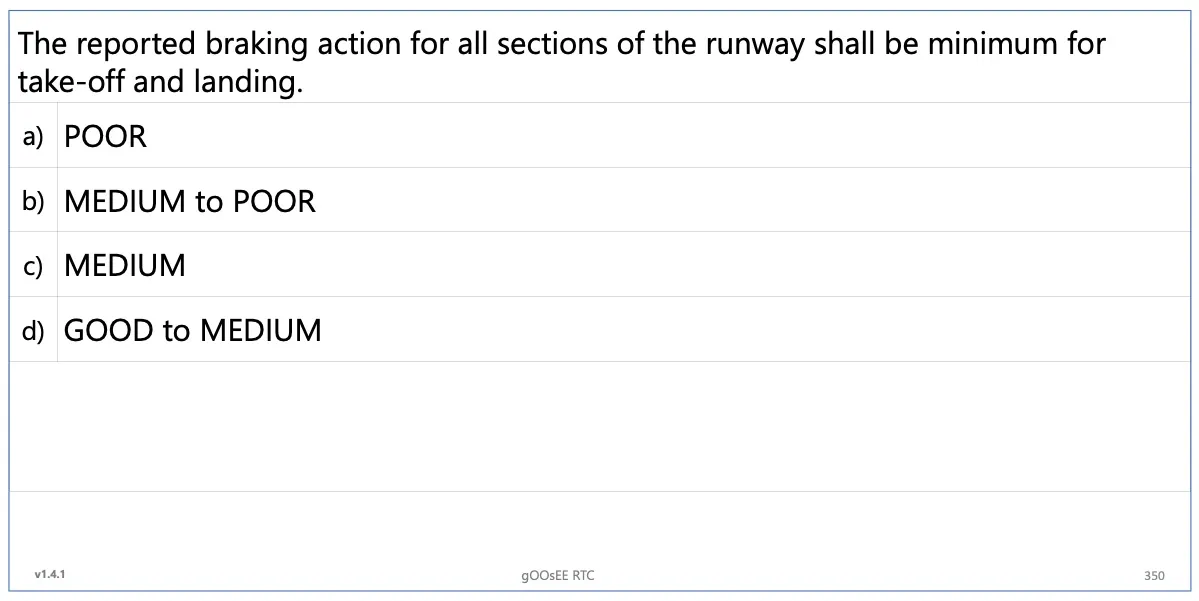 The reported braking action for all sections of the runway shall be minimum for
take-off and landing.
a) POOR
b) MEDIUM to POOR
c) MEDIUM
d) GOOD to MEDIUM
v1.4.1 gOOsEE RTC 350